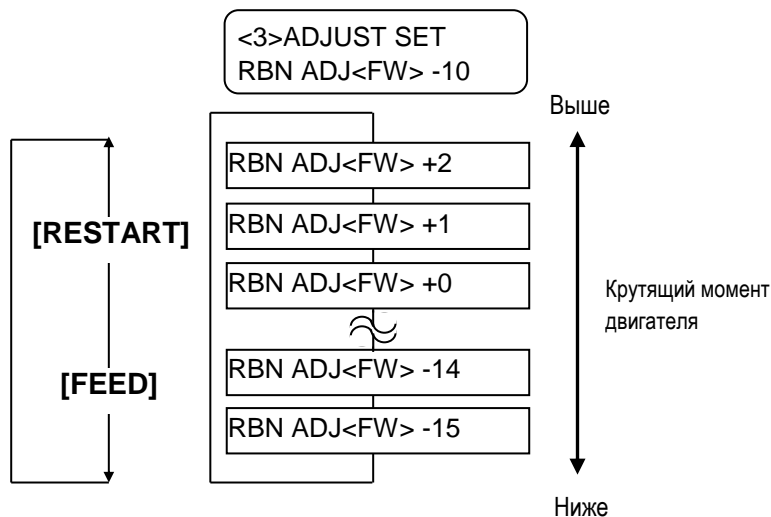 <3>ADJUST SET
RBN ADJ<FW> -10
Выше
RBN ADJ<FW> +2
RBN ADJ<FW> +1
[RESTART]
RBN ADJ<FW> +0
Крутящий момент
двигателя
RBN ADJ<FW> -14
[FEED]
RBN ADJ<FW> -15
Ниже